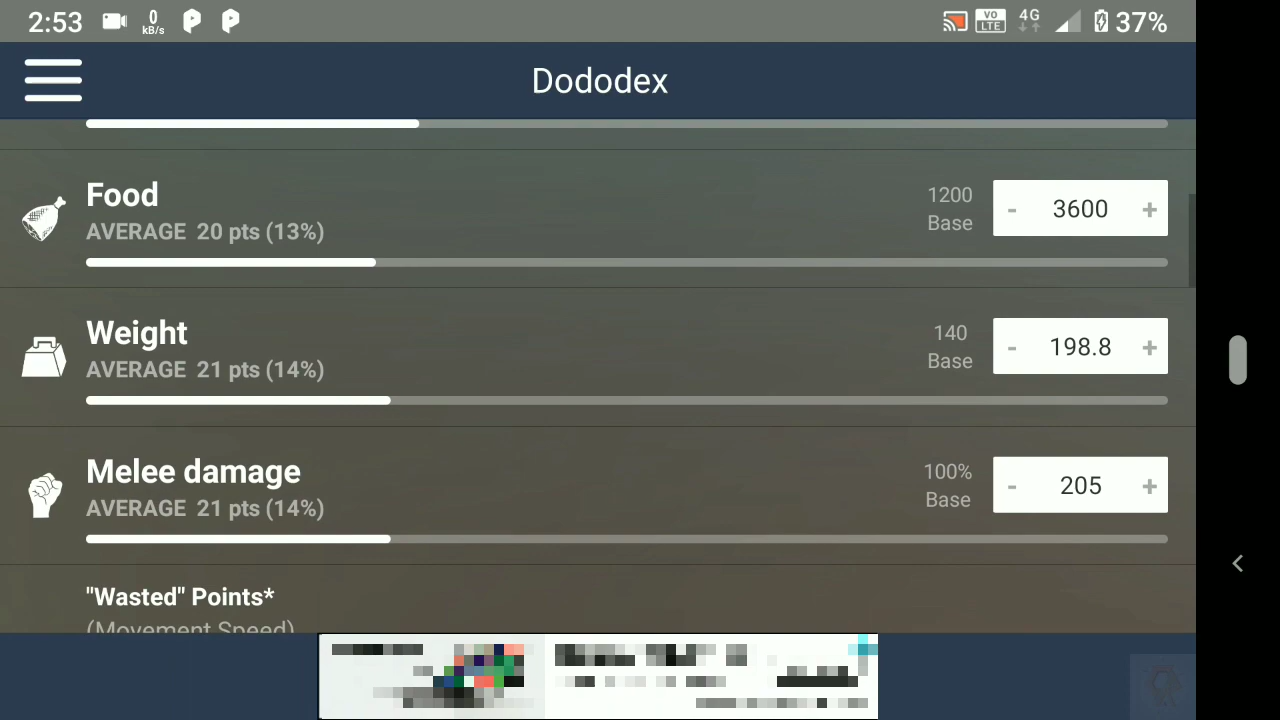 2:53 0 kB/s VO LTE 4G 37%
Dododex
Food
AVERAGE 20 pts (13%)
1200
Base
- 3600 +
Weight
AVERAGE 21 pts (14%)
140
Base
- 198.8 +
Melee damage
AVERAGE 21 pts (14%)
100%
Base
- 205 +
"Wasted" Points*
(Movement Speed)